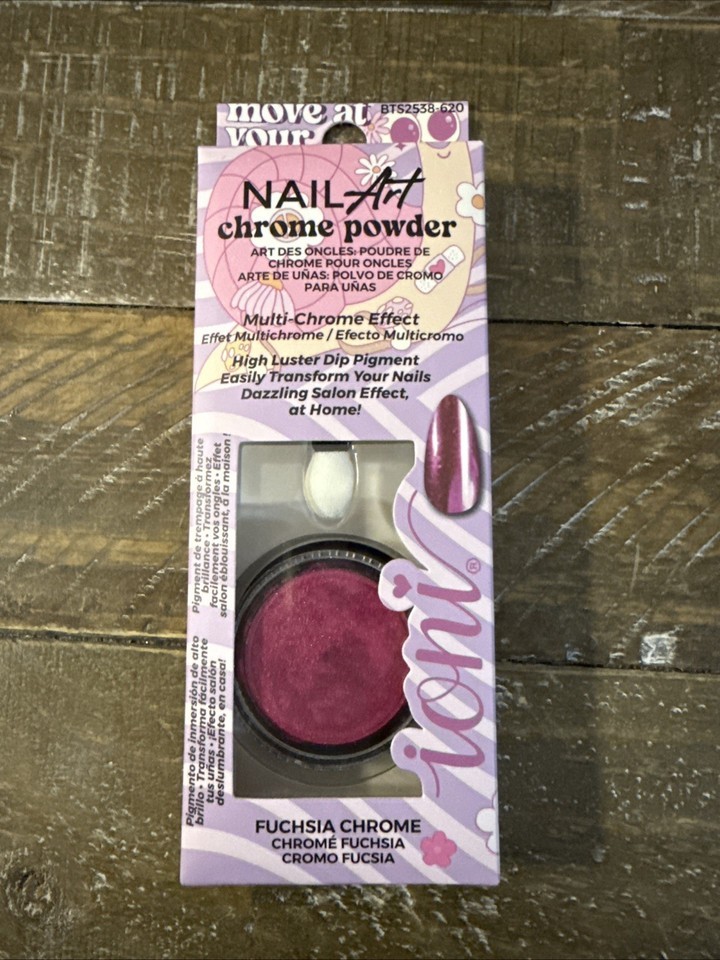 move at
your
BTS2538-620
NAIL Art
chrome powder
ART DES ONGLES: POUDRE DE
CHROME POUR ONGLES
ARTE DE UÑAS: POLVO DE CROMO
PARA UÑAS
Multi-Chrome Effect
Effet Multichrome / Efecto Multicromo
High Luster Dip Pigment
Easily Transform Your Nails
Dazzling Salon Effect,
at Home!
Pigment de trempage à haute
brillance • Transformez
facilement vos ongles • Effet
salon éblouissant, à la maison !
Pigmento de inmersión de alto
brillo • Transforma fácilmente
tus uñas • ¡Efecto salón
deslumbrante, en casa!
ioni®
FUCHSIA CHROME
CHROMÉ FUCHSIA
CROMO FUCSIA